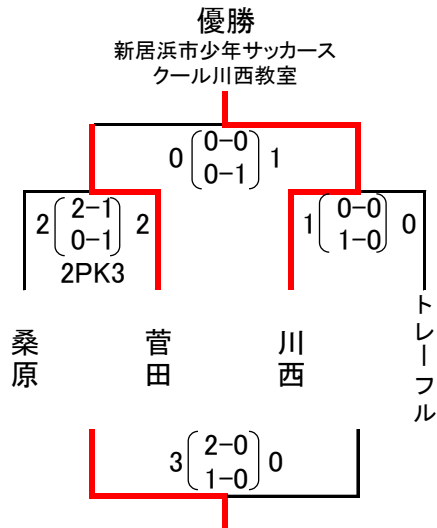 優勝
新居浜市少年サッカース
クール川西教室
0 0-0 1
0-1
2 2-1 2
0-1
2PK3
1 0-0 0
1-0
桑原
菅田
川西
トレーフル
3 2-0 0
1-0